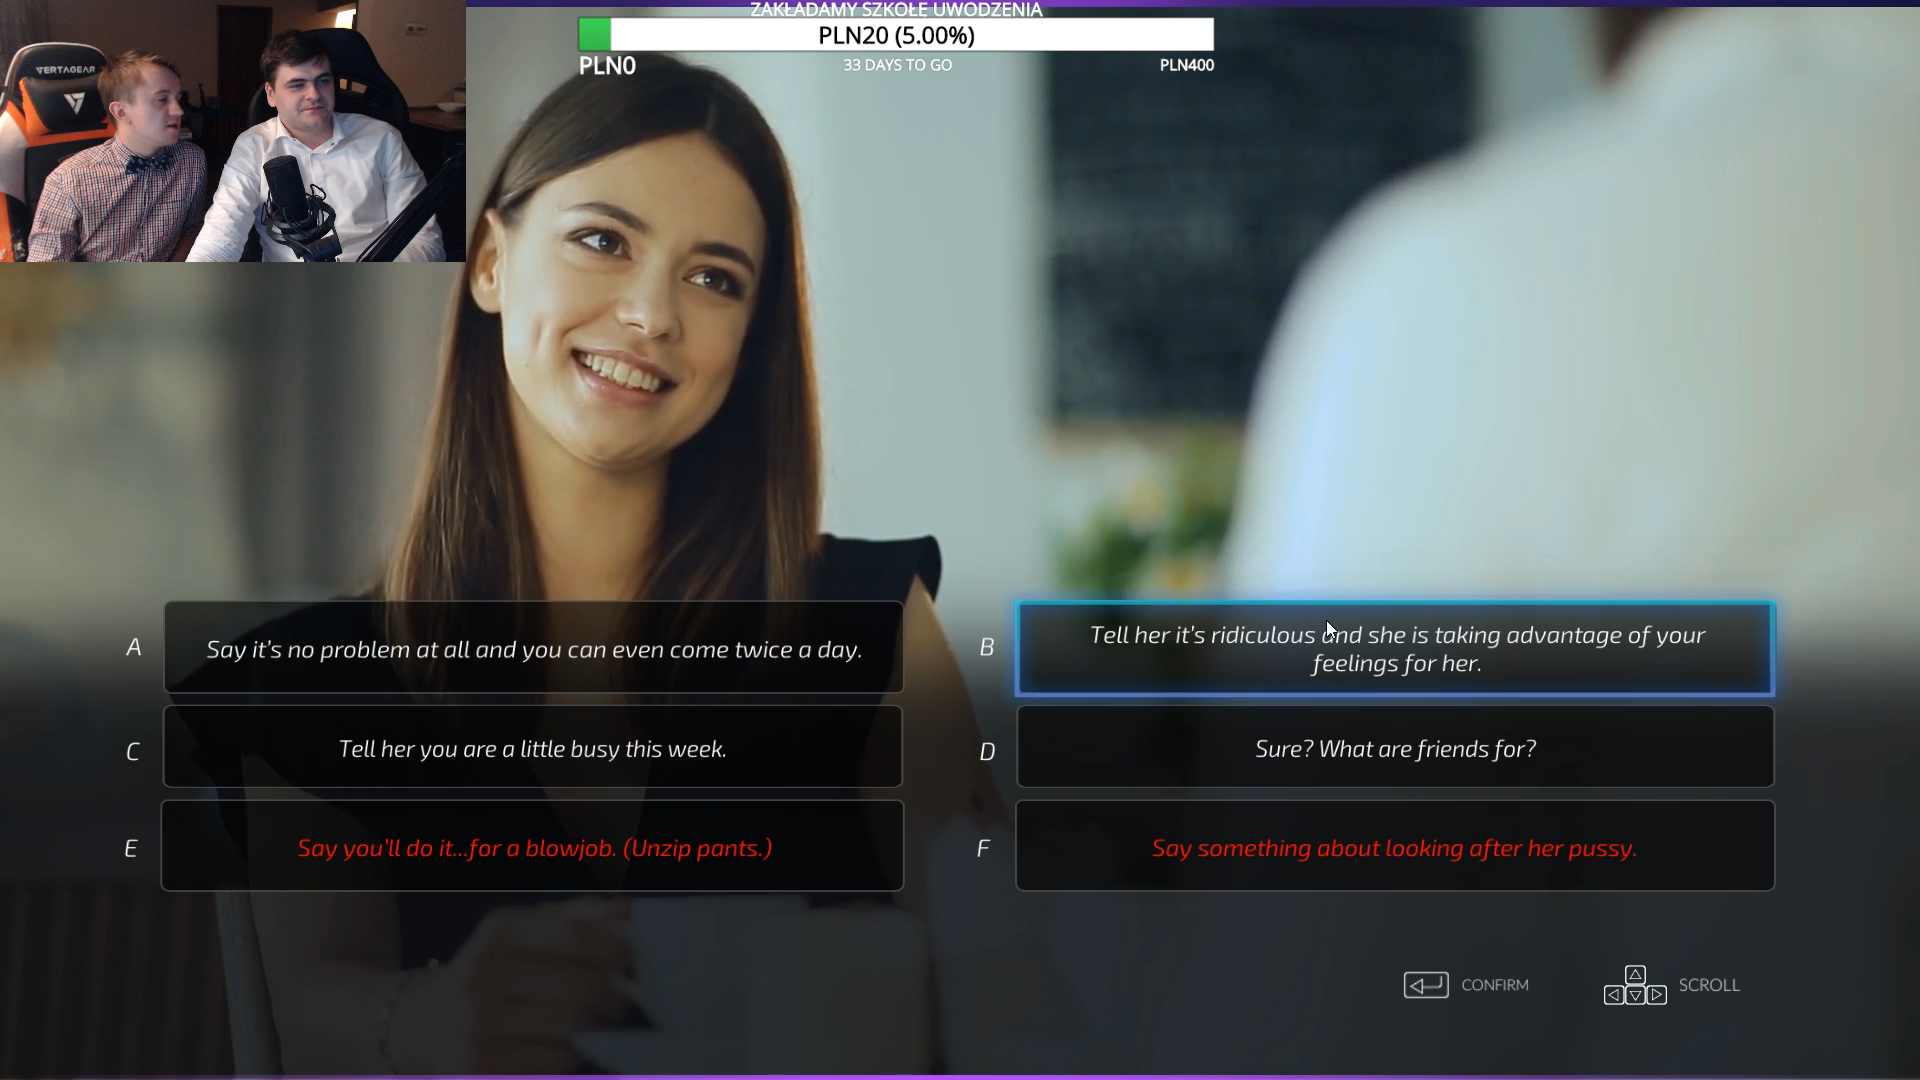 ZAKŁADAMY SZKOŁE UWODZENIA
PLN20 (5.00%)
PLN0
33 DAYS TO GO
PLN400
VERTAGEAR
A
Say it's no problem at all and you can even come twice a day.
B
Tell her it's ridiculous and she is taking advantage of your
feelings for her.
C
Tell her you are a little busy this week.
D
Sure? What are friends for?
E
Say you'll do it...for a blowjob. (Unzip pants.)
F
Say something about looking after her pussy.
CONFIRM
SCROLL